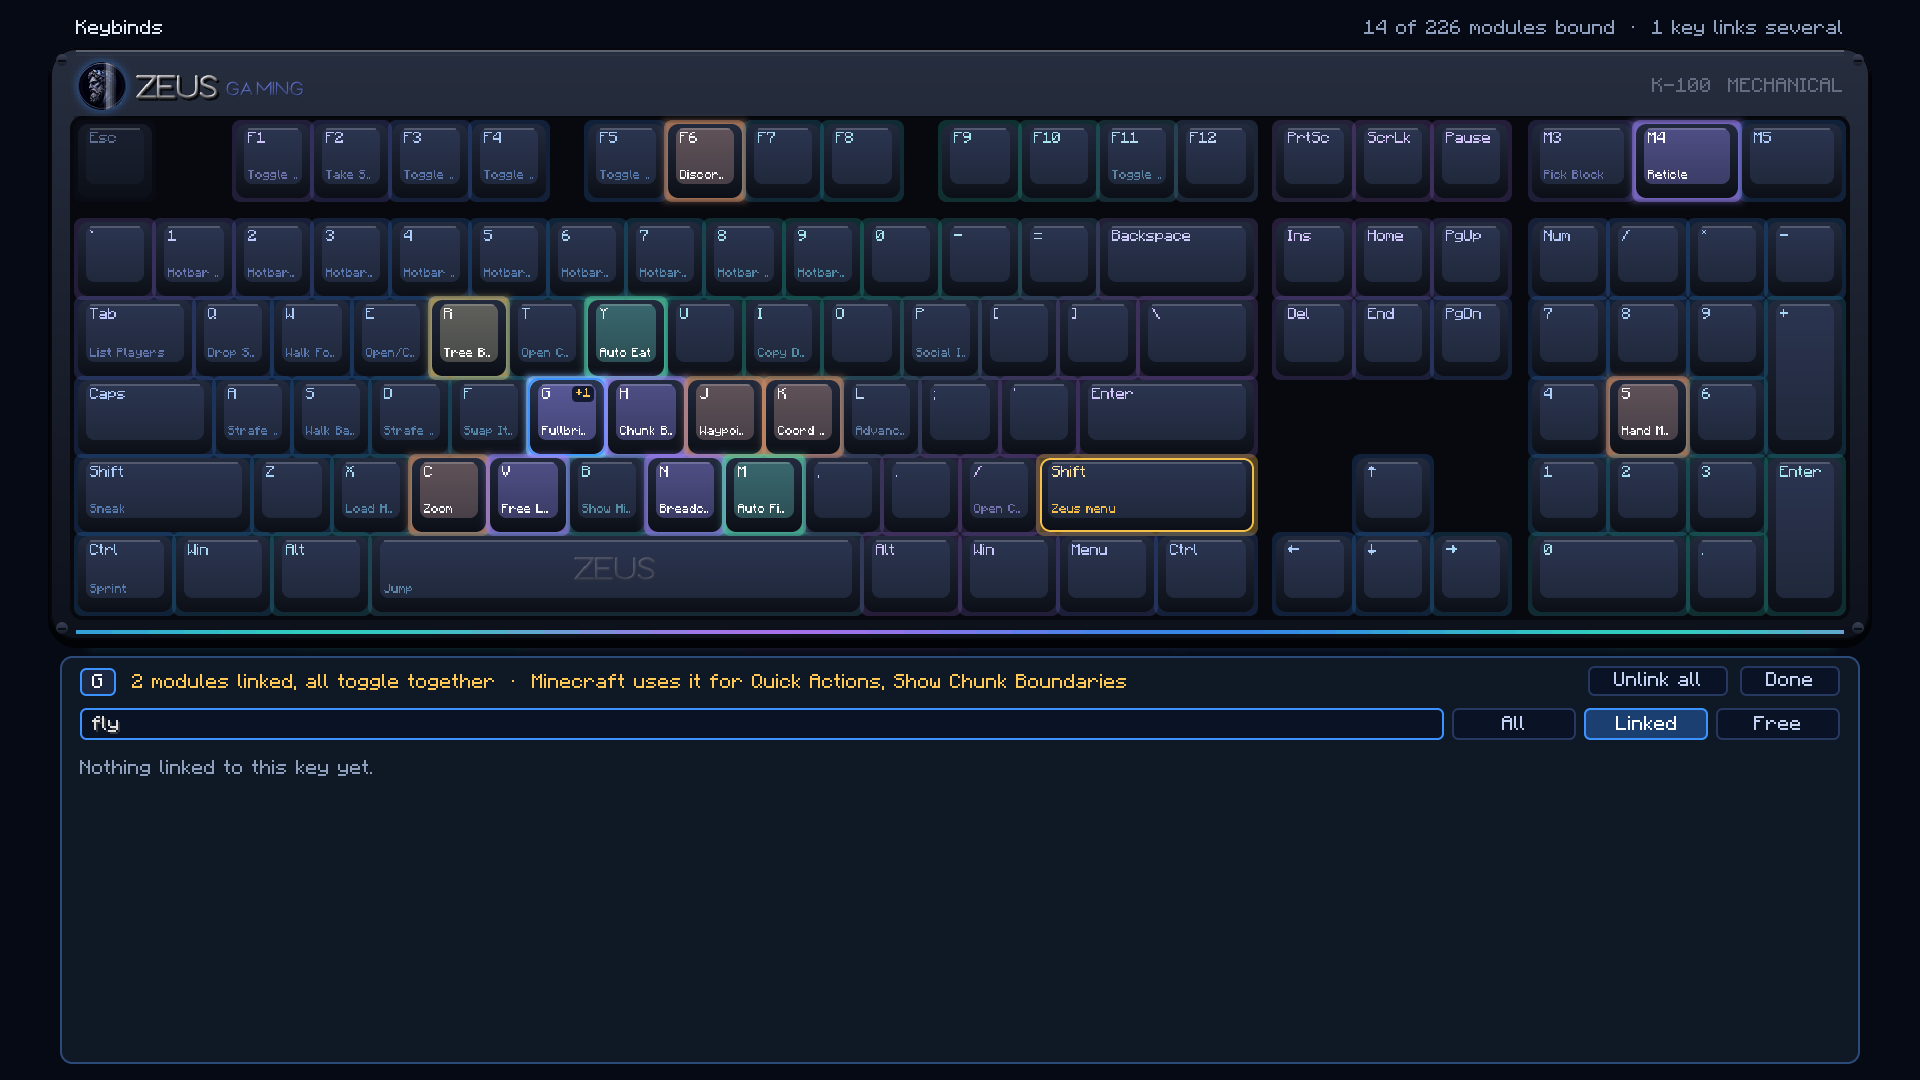 Keybinds
14 of 226 modules bound · 1 key links several
ZEUS GAMING
K-100 MECHANICAL
Esc F1 F2 F3 F4 F5 F6 F7 F8 F9 F10 F11 F12 PrtSc ScrLk Pause M3 M4 M5
Toggle .. Take S.. Toggle .. Toggle .. Toggle .. Discor.. Toggle .. Pick Block Reticle
` 1 2 3 4 5 6 7 8 9 0 - = Backspace Ins Home PgUp Num / * -
Hotbar .. Hotbar.. Hotbar.. Hotbar .. Hotbar.. Hotbar.. Hotbar.. Hotbar .. Hotbar..
Tab Q W E R T Y U I O P [ ] \ Del End PgDn 7 8 9 +
List Players Drop S.. Walk Fo.. Open/C.. Tree B.. Open C.. Auto Eat Copy D.. Social I..
Caps A S D F G +1 H J K L ; ' Enter 4 5 6
Strafe .. Walk Ba.. Strafe .. Swap It.. Fullbri.. Chunk B.. Waypoi.. Coord .. Advanc.. Hand M..
Shift Z X C V B N M , . / Shift ↑ 1 2 3 Enter
Sneak Load H.. Zoom Free L.. Show Hi.. Breadc.. Auto Fi.. Open C.. Zeus menu
Ctrl Win Alt ZEUS Alt Win Menu Ctrl ← ↓ → 0 .
Sprint Jump
G 2 modules linked, all toggle together · Minecraft uses it for Quick Actions, Show Chunk Boundaries Unlink all Done
fly All Linked Free
Nothing linked to this key yet.